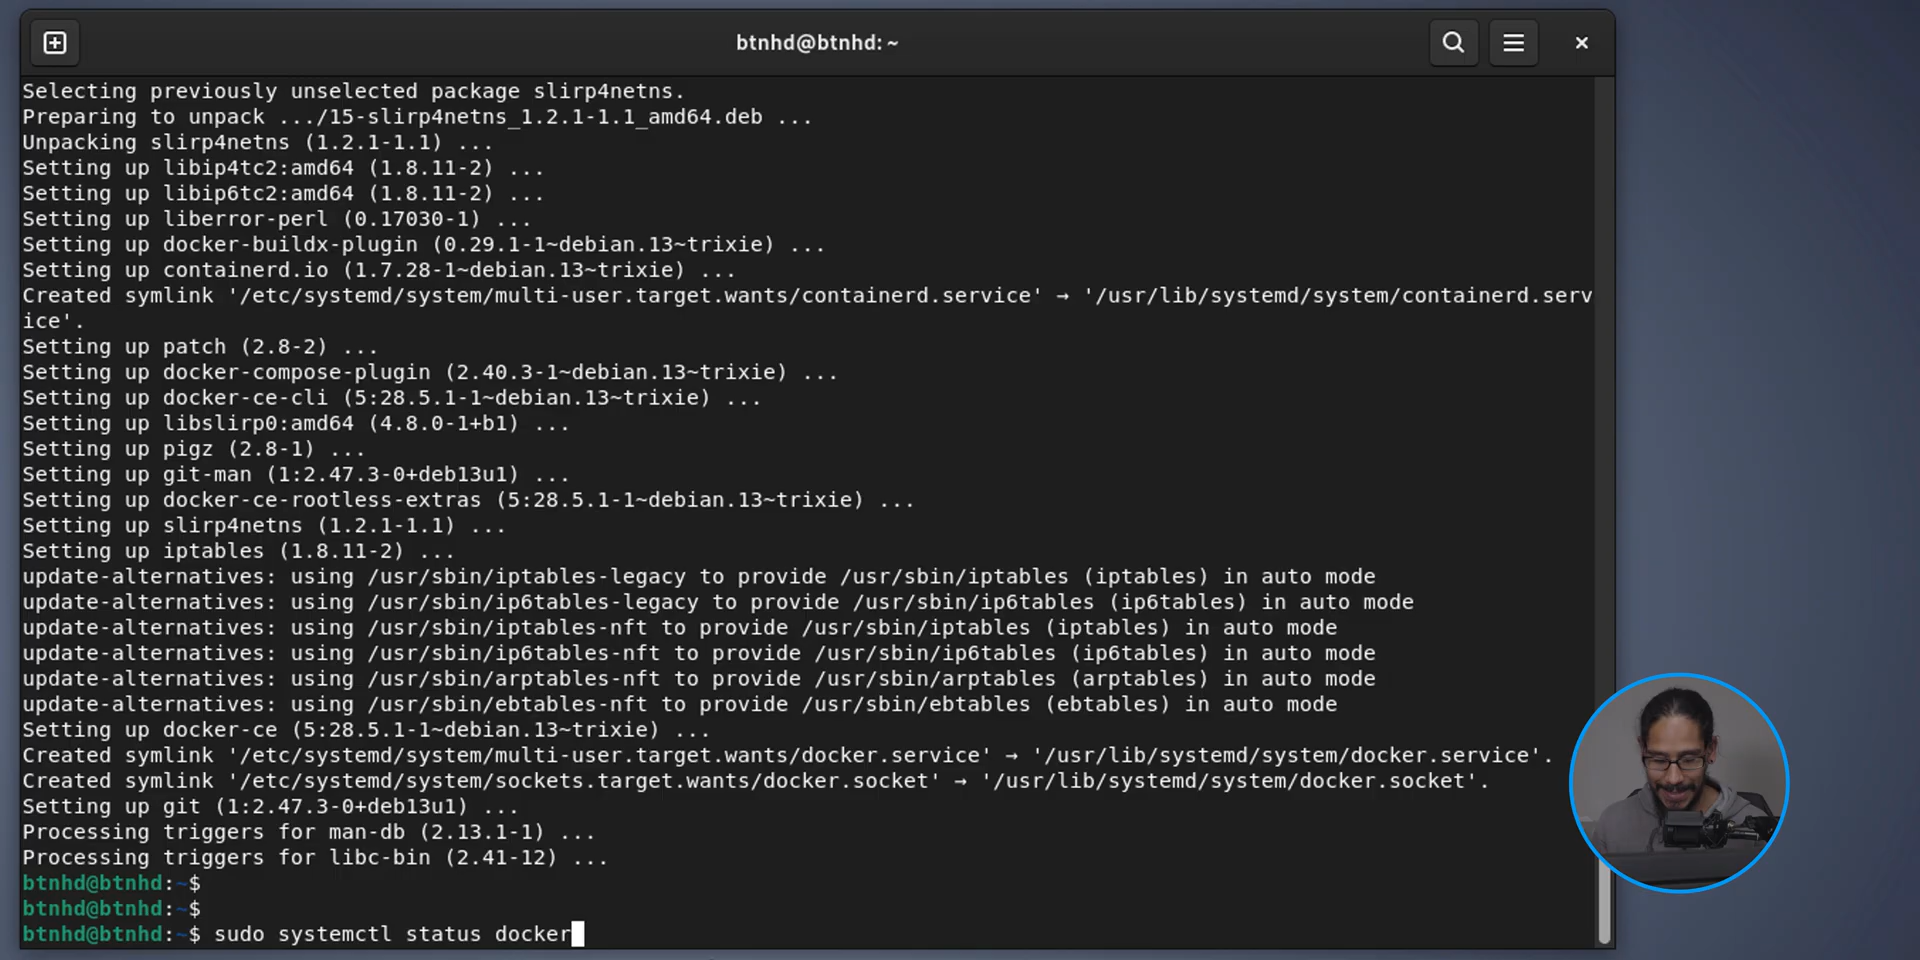 btnhd@btnhd: ~
Selecting previously unselected package slirp4netns.
Preparing to unpack .../15-slirp4netns_1.2.1-1.1_amd64.deb ...
Unpacking slirp4netns (1.2.1-1.1) ...
Setting up libip4tc2:amd64 (1.8.11-2) ...
Setting up libip6tc2:amd64 (1.8.11-2) ...
Setting up liberror-perl (0.17030-1) ...
Setting up docker-buildx-plugin (0.29.1-1~debian.13~trixie) ...
Setting up containerd.io (1.7.28-1~debian.13~trixie) ...
Created symlink '/etc/systemd/system/multi-user.target.wants/containerd.service' → '/usr/lib/systemd/system/containerd.serv
ice'.
Setting up patch (2.8-2) ...
Setting up docker-compose-plugin (2.40.3-1~debian.13~trixie) ...
Setting up docker-ce-cli (5:28.5.1-1~debian.13~trixie) ...
Setting up libslirp0:amd64 (4.8.0-1+b1) ...
Setting up pigz (2.8-1) ...
Setting up git-man (1:2.47.3-0+deb13u1) ...
Setting up docker-ce-rootless-extras (5:28.5.1-1~debian.13~trixie) ...
Setting up slirp4netns (1.2.1-1.1) ...
Setting up iptables (1.8.11-2) ...
update-alternatives: using /usr/sbin/iptables-legacy to provide /usr/sbin/iptables (iptables) in auto mode
update-alternatives: using /usr/sbin/ip6tables-legacy to provide /usr/sbin/ip6tables (ip6tables) in auto mode
update-alternatives: using /usr/sbin/iptables-nft to provide /usr/sbin/iptables (iptables) in auto mode
update-alternatives: using /usr/sbin/ip6tables-nft to provide /usr/sbin/ip6tables (ip6tables) in auto mode
update-alternatives: using /usr/sbin/arptables-nft to provide /usr/sbin/arptables (arptables) in auto mode
update-alternatives: using /usr/sbin/ebtables-nft to provide /usr/sbin/ebtables (ebtables) in auto mode
Setting up docker-ce (5:28.5.1-1~debian.13~trixie) ...
Created symlink '/etc/systemd/system/multi-user.target.wants/docker.service' → '/usr/lib/systemd/system/docker.service'.
Created symlink '/etc/systemd/system/sockets.target.wants/docker.socket' → '/usr/lib/systemd/system/docker.socket'.
Setting up git (1:2.47.3-0+deb13u1) ...
Processing triggers for man-db (2.13.1-1) ...
Processing triggers for libc-bin (2.41-12) ...
btnhd@btnhd:~$
btnhd@btnhd:~$
btnhd@btnhd:~$ sudo systemctl status docker